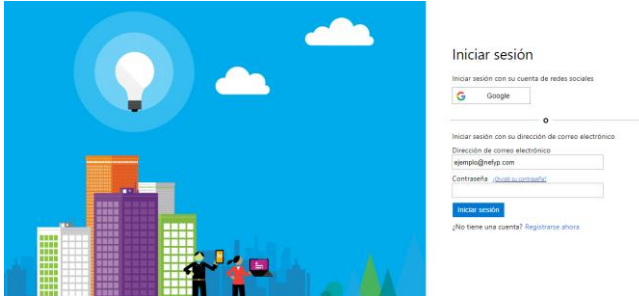 Iniciar sesión
Iniciar sesión con su cuenta de redes sociales
Google
o
Iniciar sesión con su dirección de correo electrónico
Dirección de correo electrónico
ejemplo@nefyp.com
Contraseña ¿Olvidó su contraseña?
Iniciar sesión
¿No tiene una cuenta? Registrarse ahora